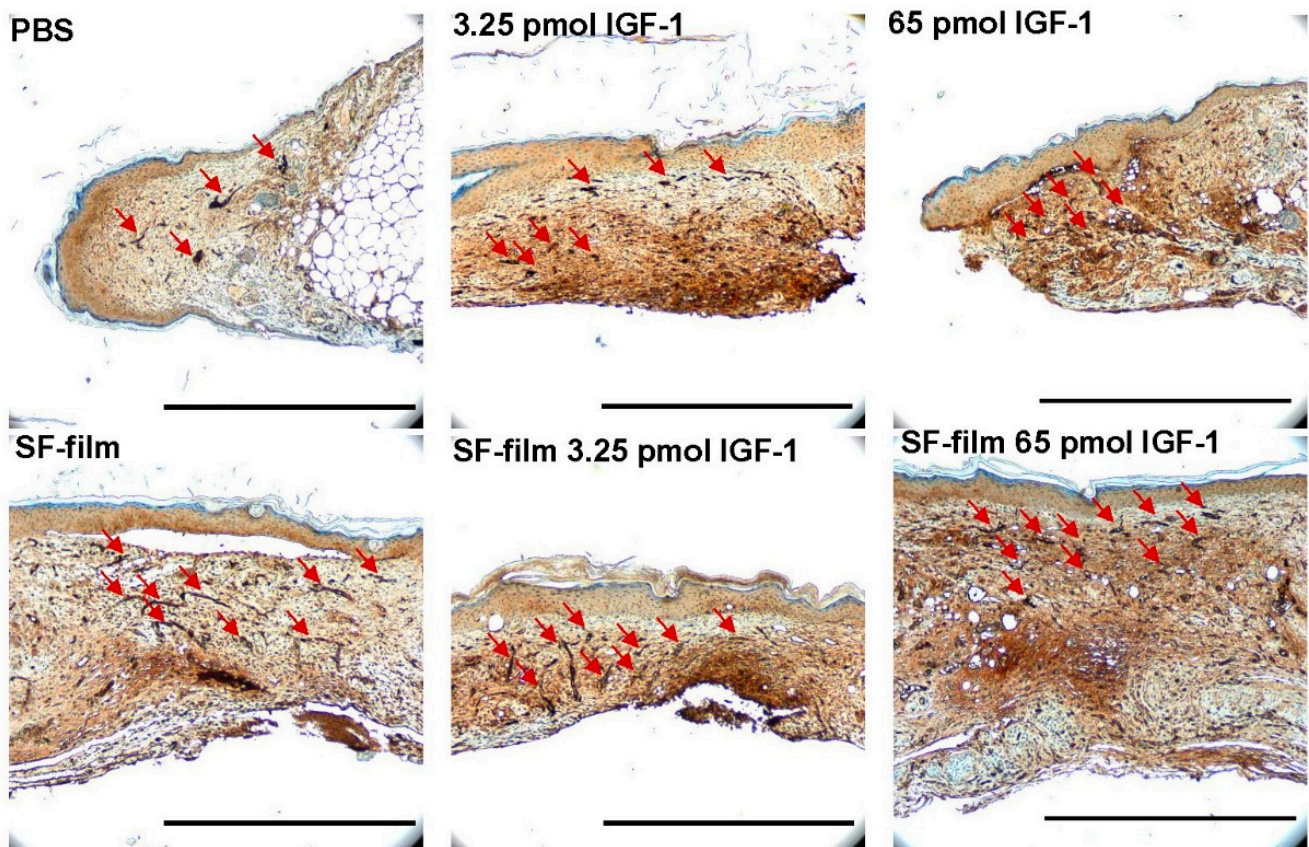 PBS
3.25 pmol IGF-1
65 pmol IGF-1
SF-film
SF-film 3.25 pmol IGF-1
SF-film 65 pmol IGF-1